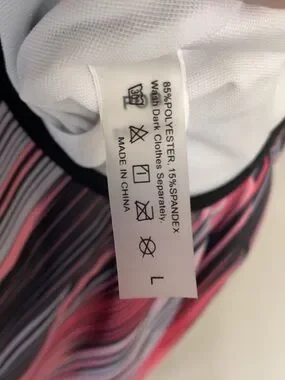 85%POLYESTER. 15%SPANDEX
Wash Dark Clothes Separately.
MADE IN CHINA
L